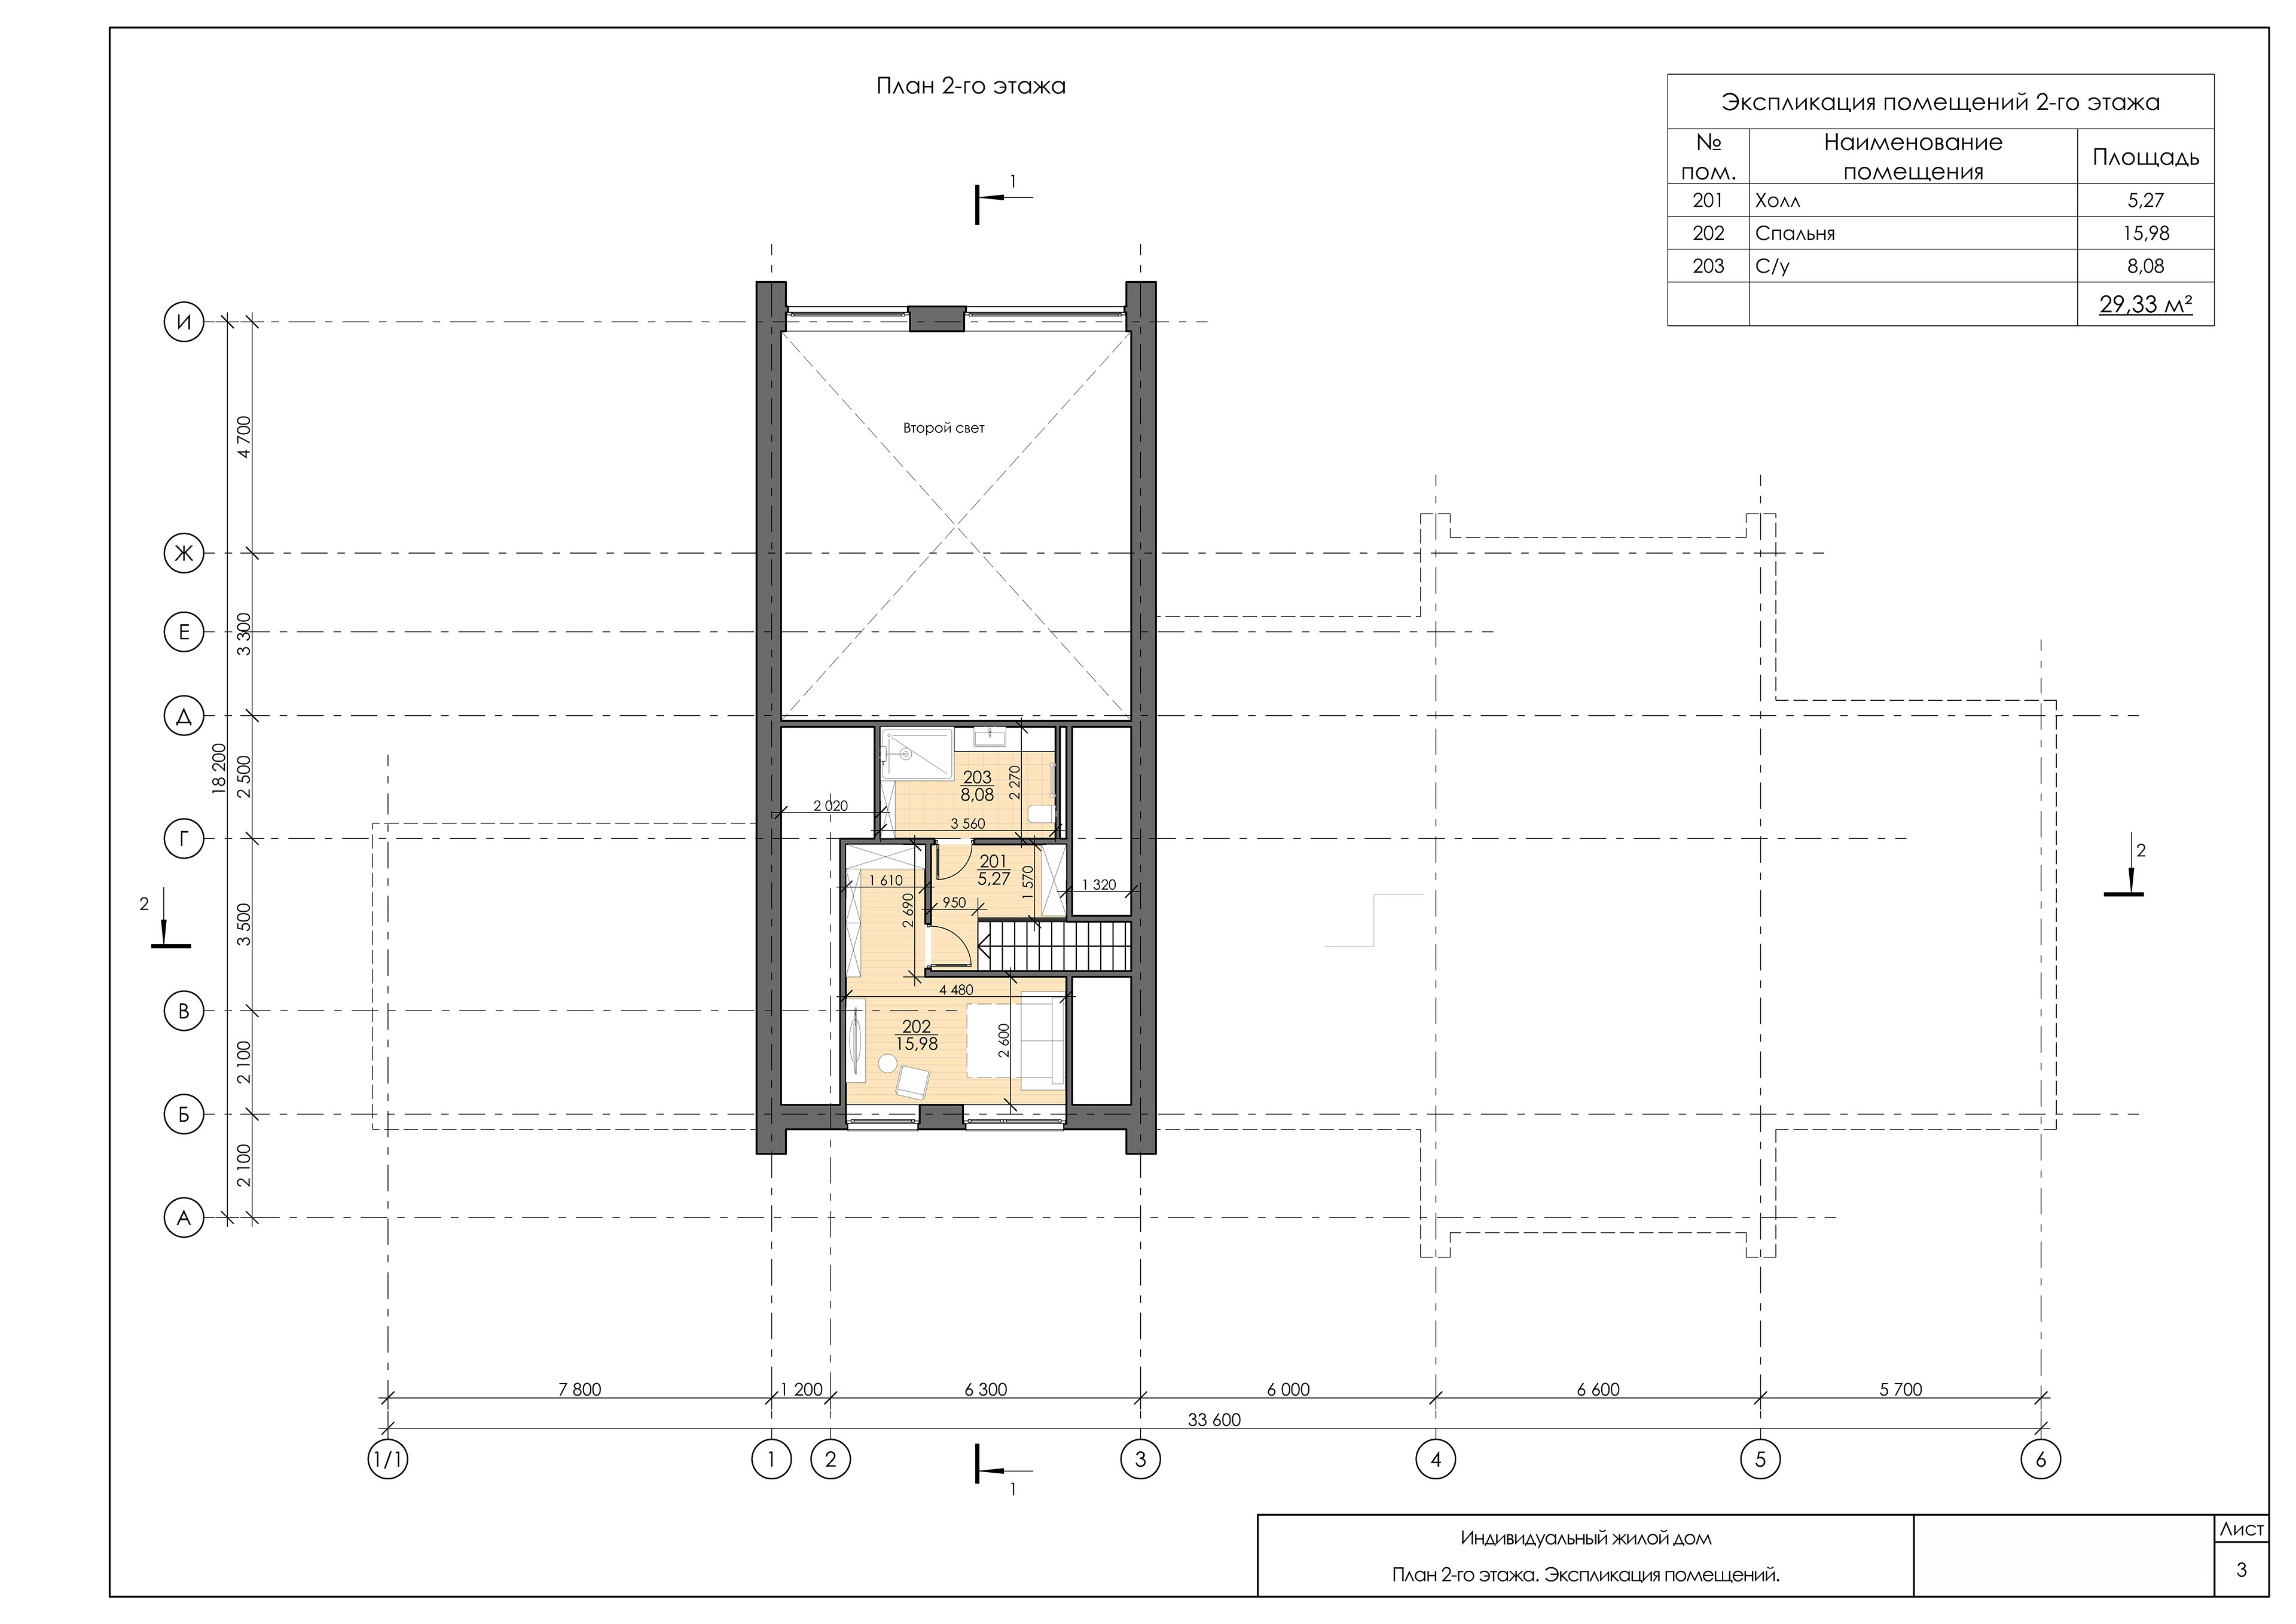 План 2-го этажа
Экспликация помещений 2-го этажа
№ пом.
Наименование помещения
Площадь
201 Холл 5,27
202 Спальня 15,98
203 С/у 8,08
29,33 м²
1
И
Ж
Е
Д
Г
В
Б
А
4 700
3 300
2 500
3 500
2 100
2 100
18 200
Второй свет
203
8,08
2 270
2 020
3 560
201
5,27
1 570
1 610
2 690
950
1 320
4 480
202
15,98
2 600
2
2
7 800
1 200
6 300
6 000
6 600
5 700
33 600
1/1
1
2
3
4
5
6
1
Индивидуальный жилой дом
План 2-го этажа. Экспликация помещений.
Лист
3